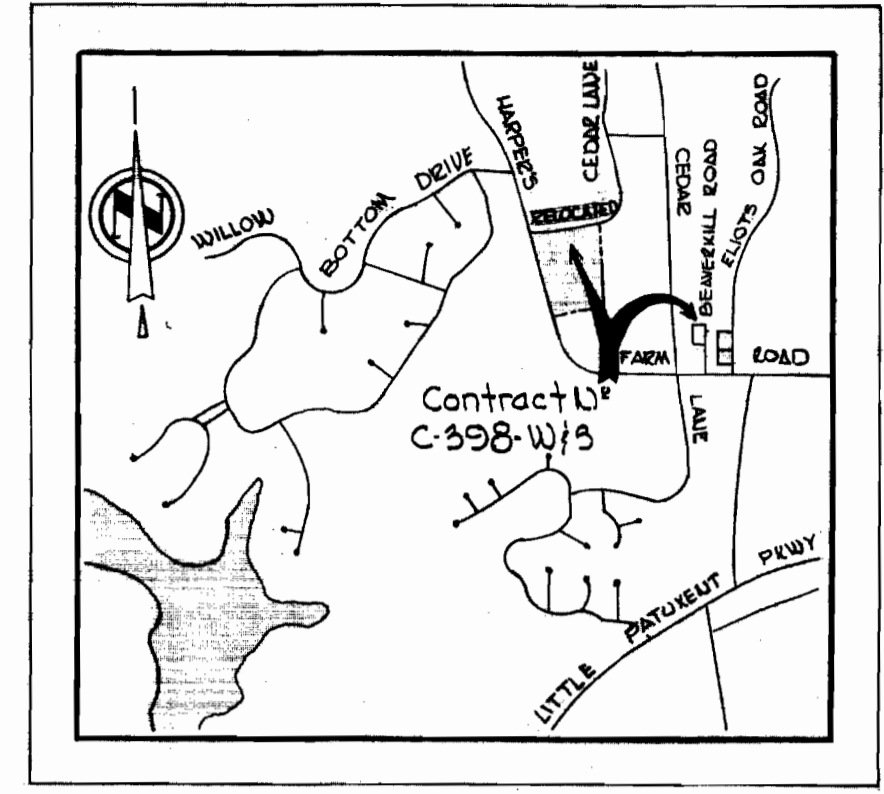 WILLOW BOTTOM DRIVE
HARPER'S
CEDAR LANE
RELOCATED
CEDAR
BEAVERKILL ROAD
ELIOTS OAK ROAD
FARM
ROAD
LANE
Contract Nº
C-398-W&S
LITTLE PATUXENT PKWY
N